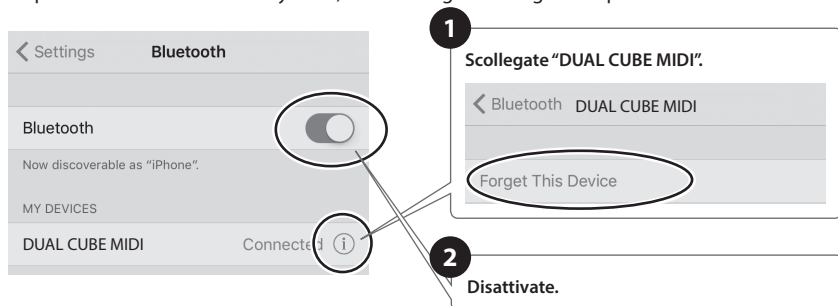 Settings
Bluetooth
Bluetooth
Now discoverable as “iPhone”.
MY DEVICES
DUAL CUBE MIDI
Connected
1
Scollegate “DUAL CUBE MIDI”.
Bluetooth
DUAL CUBE MIDI
Forget This Device
2
Disattivate.